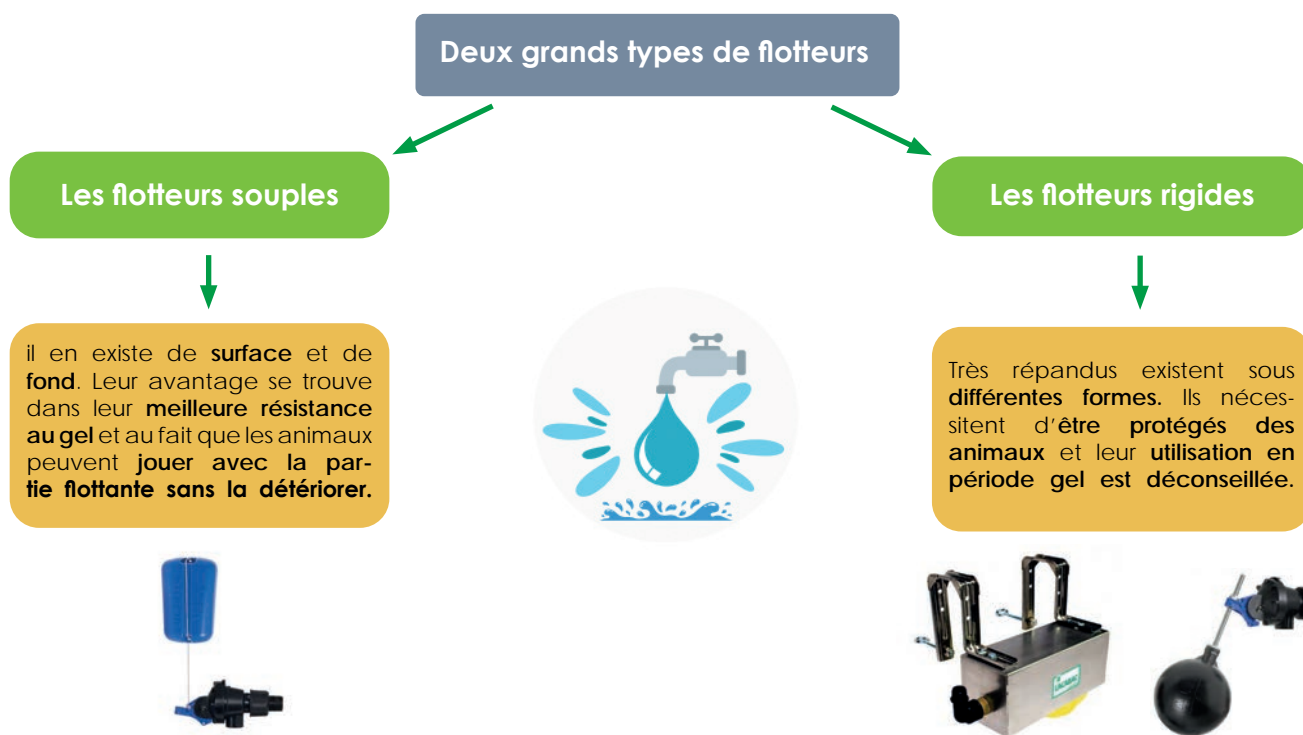 Deux grands types de flotteurs
Les flotteurs souples
Les flotteurs rigides
il en existe de surface et de
fond. Leur avantage se trouve
dans leur meilleure résistance
au gel et au fait que les animaux
peuvent jouer avec la par-
tie flottante sans la détériorer.
Très répandus existent sous
différentes formes. Ils néces-
sitent d'être protégés des
animaux et leur utilisation en
période gel est déconseillée.